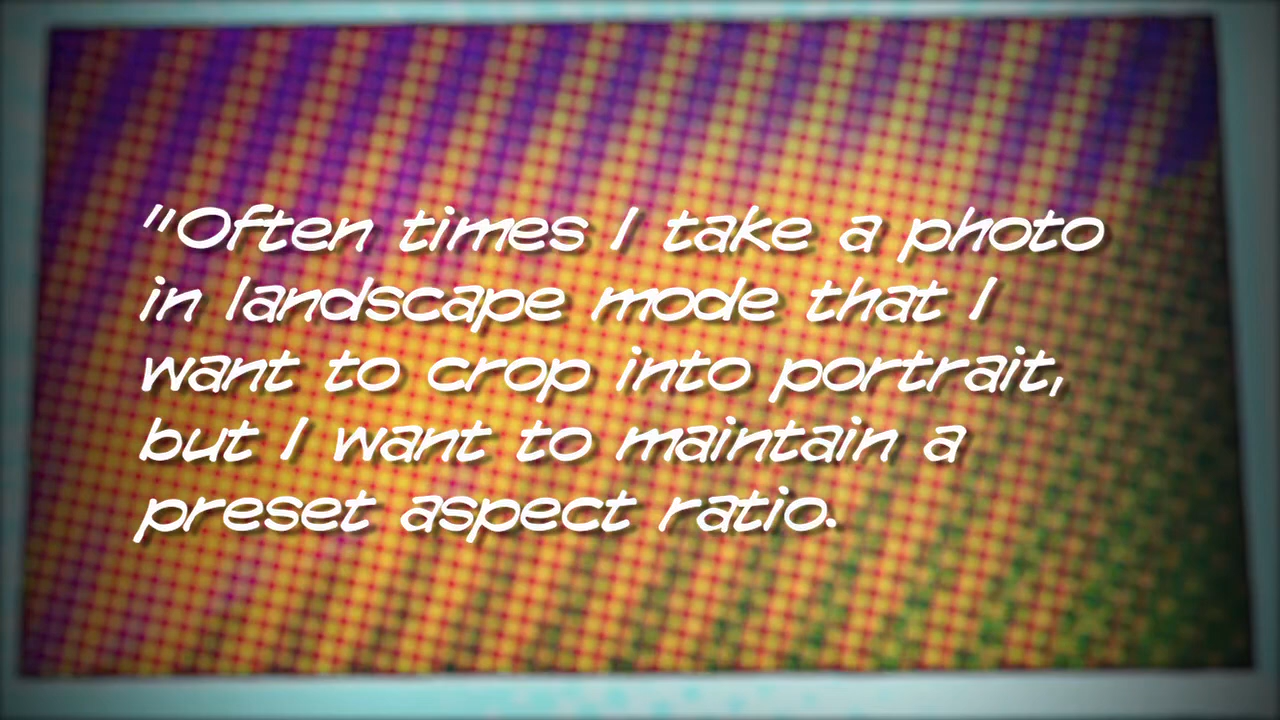 "Often times I take a photo
in landscape mode that I
want to crop into portrait,
but I want to maintain a
preset aspect ratio.